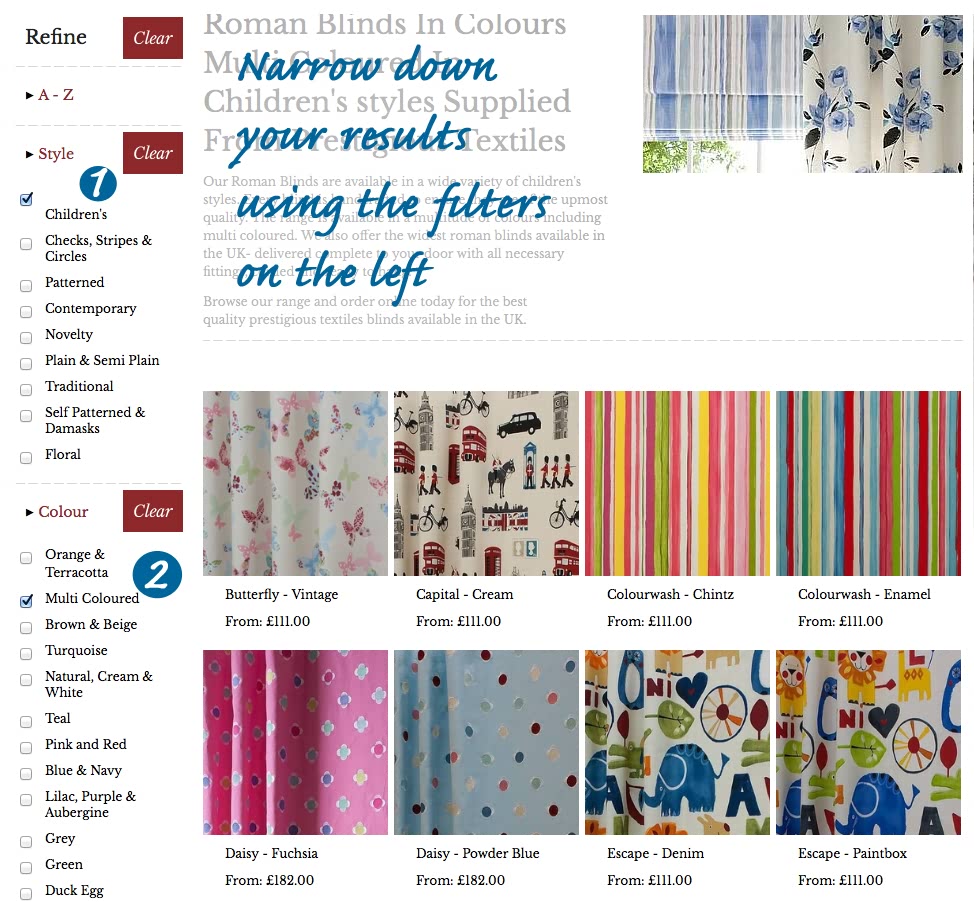 Refine
Clear
A - Z
Style
Clear
1
Children's
Checks, Stripes &
Circles
Patterned
Contemporary
Novelty
Plain & Semi Plain
Traditional
Self Patterned &
Damasks
Floral
Colour
Clear
Orange &
Terracotta
2
Multi Coloured
Brown & Beige
Turquoise
Natural, Cream &
White
Teal
Pink and Red
Blue & Navy
Lilac, Purple &
Aubergine
Grey
Green
Duck Egg
Roman Blinds In Colours
Multi Coloured In
Children's styles Supplied
From Prestigious Textiles
Narrow down
your results
using the filters
on the left
Our Roman Blinds are available in a wide variety of children's
styles. the upmost
quality. The range is available in a multitude of colours including
multi coloured. We also offer the widest roman blinds available in
the UK- delivered complete to your door with all necessary
fitting
Browse our range and order online today for the best
quality prestigious textiles blinds available in the UK.
Butterfly - Vintage
From: £111.00
Capital - Cream
From: £111.00
Colourwash - Chintz
From: £111.00
Colourwash - Enamel
From: £111.00
Daisy - Fuchsia
From: £182.00
Daisy - Powder Blue
From: £182.00
Escape - Denim
From: £111.00
Escape - Paintbox
From: £111.00